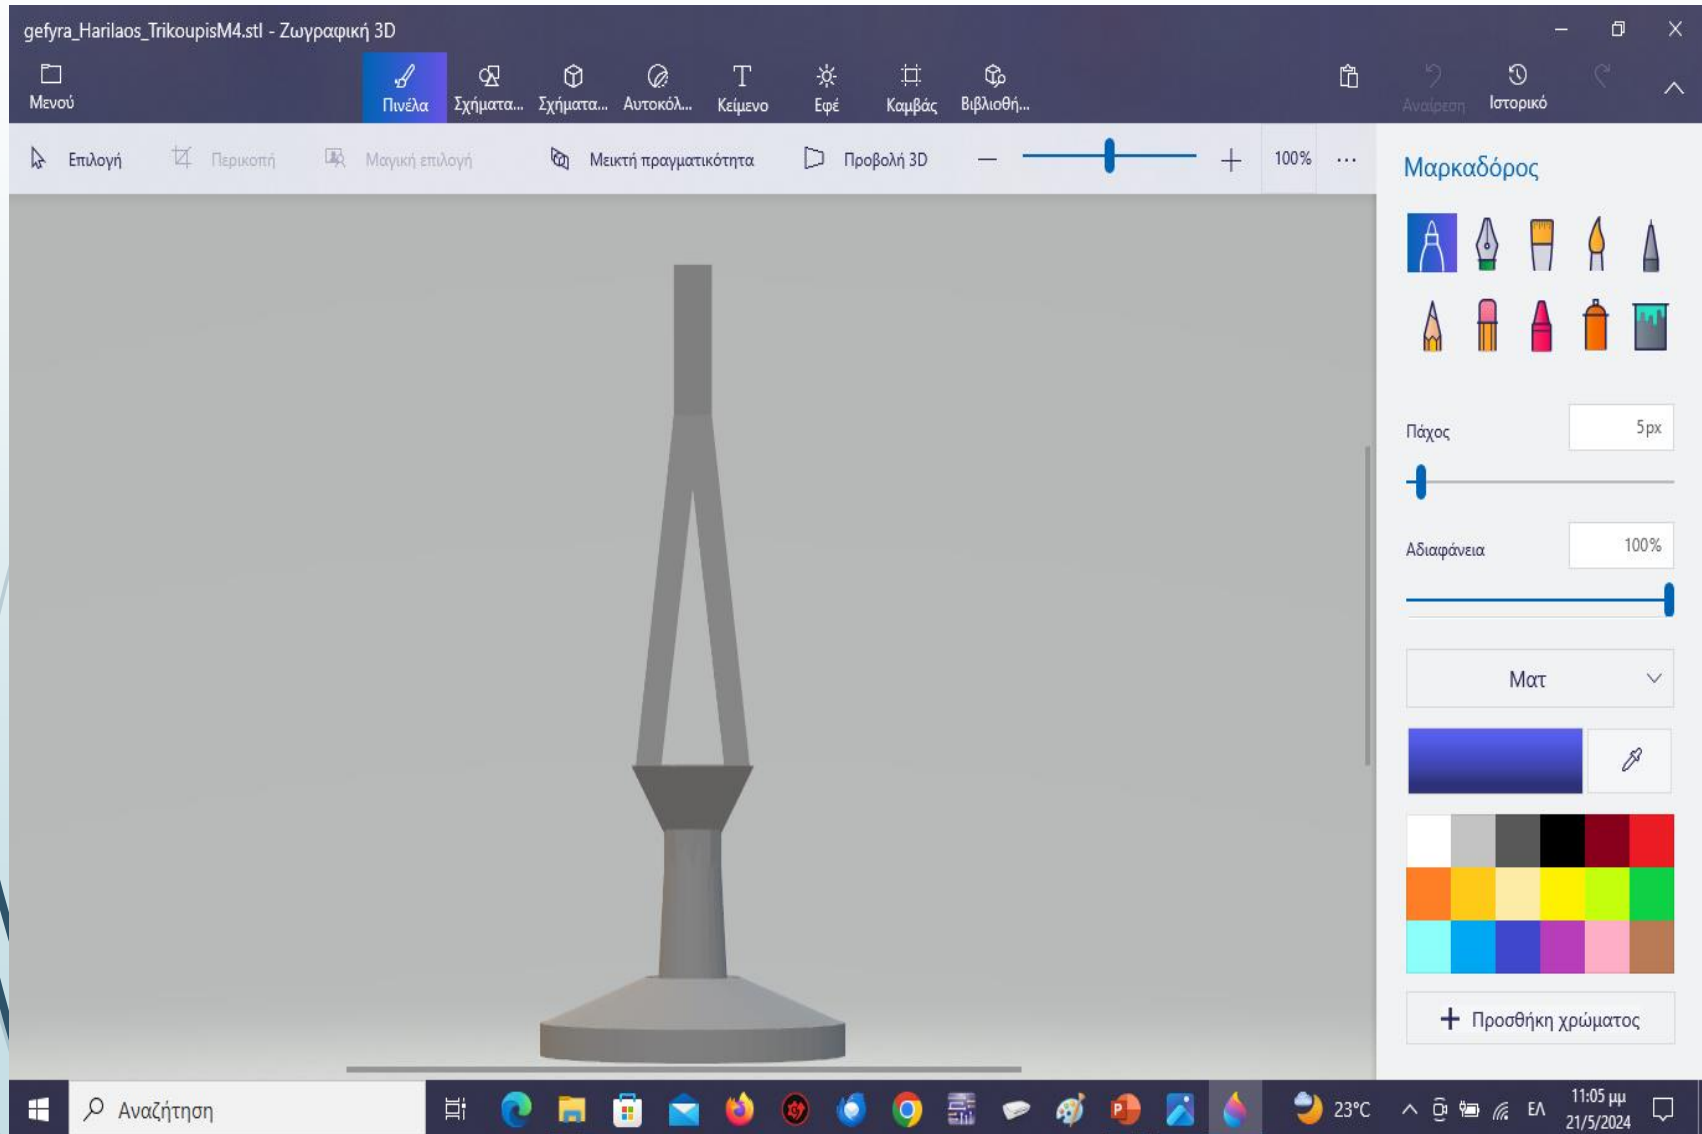 gefyra_Harilaos_TrikoupisM4.stl - Ζωγραφική 3D
Μενού
Πινέλα
Σχήματα...
Σχήματα...
Αυτοκόλ...
Κείμενο
Εφέ
Καμβάς
Βιβλιοθή...
Αναίρεση
Ιστορικό
Επιλογή
Περικοπή
Μαγική επιλογή
Μεικτή πραγματικότητα
Προβολή 3D
100%
Μαρκαδόρος
Πάχος
5px
Αδιαφάνεια
100%
Ματ
Προσθήκη χρώματος
Αναζήτηση
23°C
ΕΛ
11:05 μμ
21/5/2024